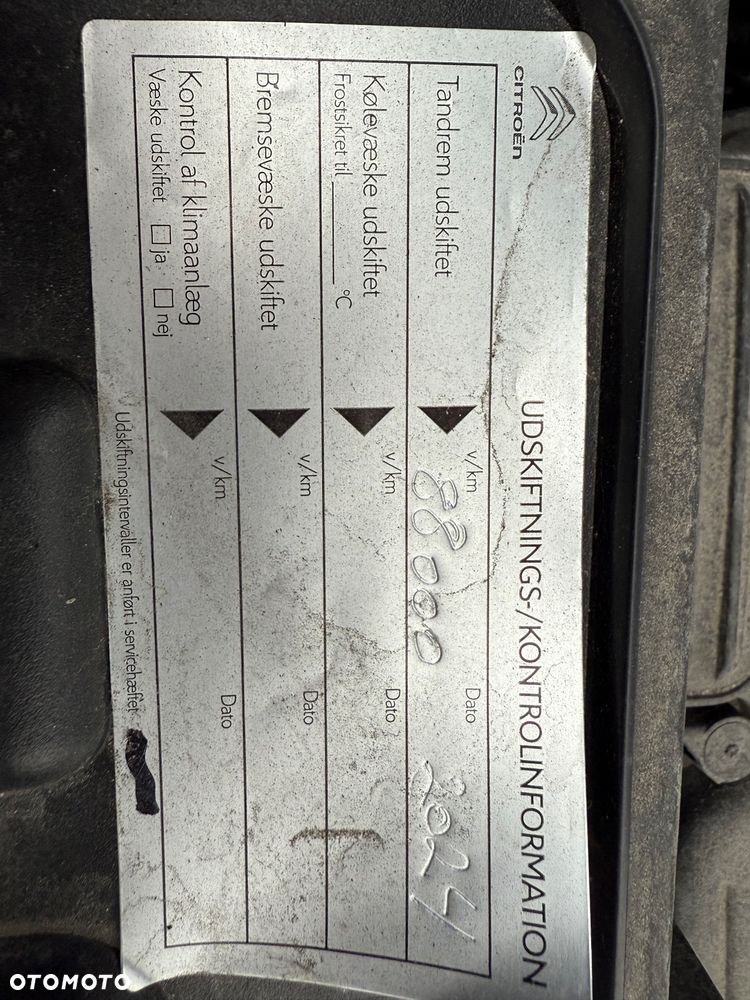 CITROËN
UDSKIFTNINGS-/KONTROLINFORMATION
Tandrem udskiftet v/km 88000 Dato 2024
Kølevæske udskiftet v/km Dato
Frostsikret til ______ °C
Bremsevæske udskiftet v/km Dato
Kontrol af klimaanlæg v/km Dato
Væske udskiftet ☐ ja ☐ nej
Udskiftningsintervaller er anført i servicehæftet
OTOMOTO